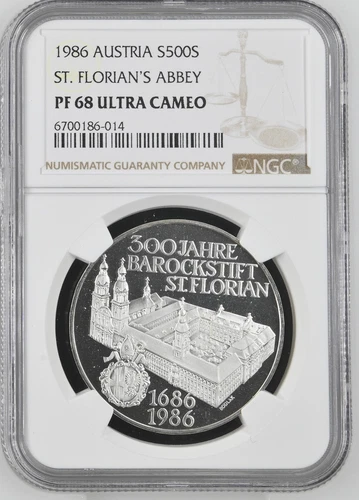 1986 AUSTRIA S500S
ST. FLORIAN'S ABBEY
PF 68 ULTRA CAMEO
6700186-014
NUMISMATIC GUARANTY COMPANY
NGC
300 JAHRE
BAROCKSTIFT
ST. FLORIAN
1686
1986